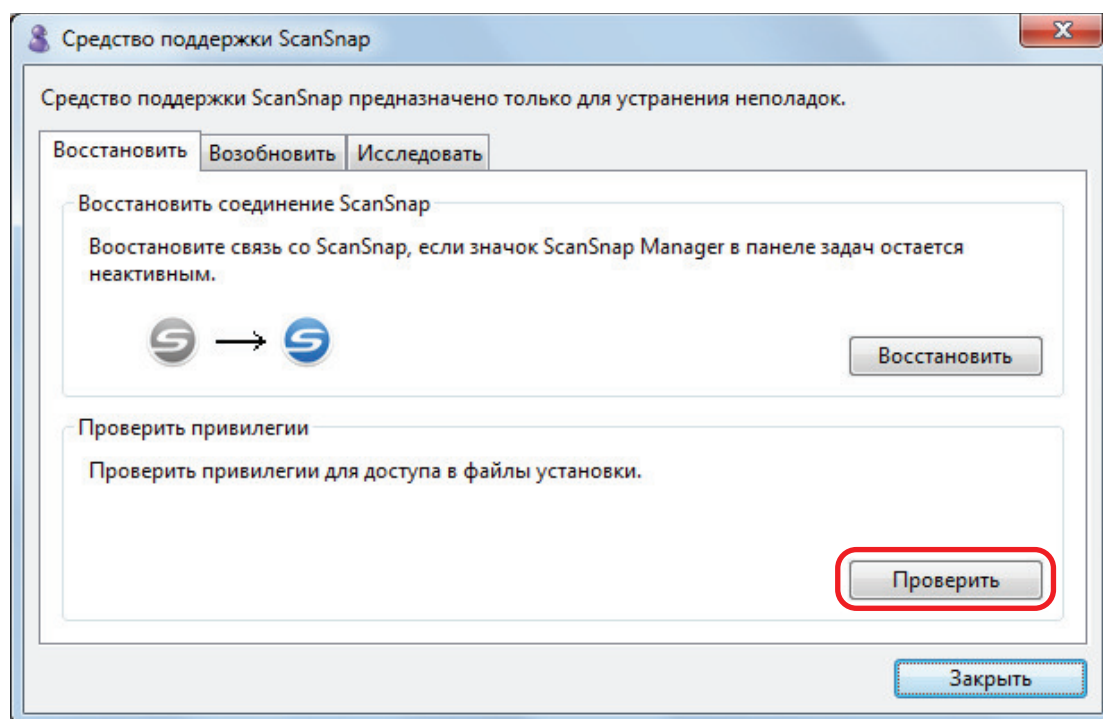 Средство поддержки ScanSnap
Средство поддержки ScanSnap предназначено только для устранения неполадок.
Восстановить Возобновить Исследовать
Восстановить соединение ScanSnap
Воостановите связь со ScanSnap, если значок ScanSnap Manager в панеле задач остается
неактивным.
Восстановить
Проверить привилегии
Проверить привилегии для доступа в файлы установки.
Проверить
Закрыть